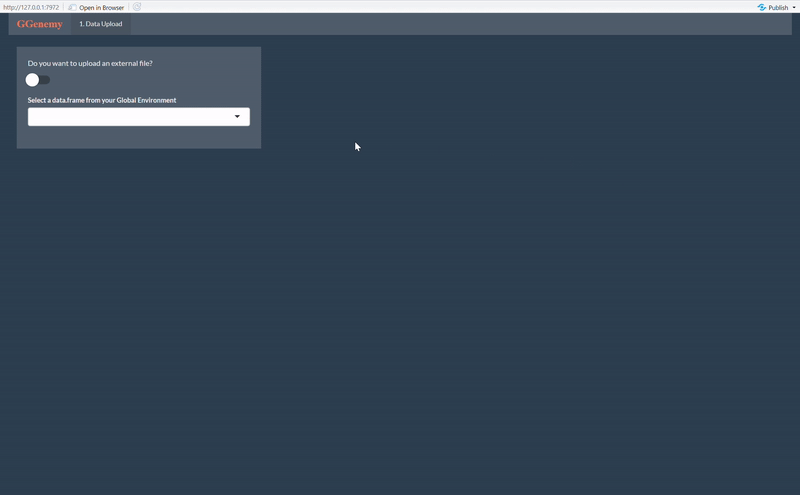 http://127.0.0.1:7972 Open in Browser Publish
GGenemy 1. Data Upload
Do you want to upload an external file?
Select a data.frame from your Global Environment